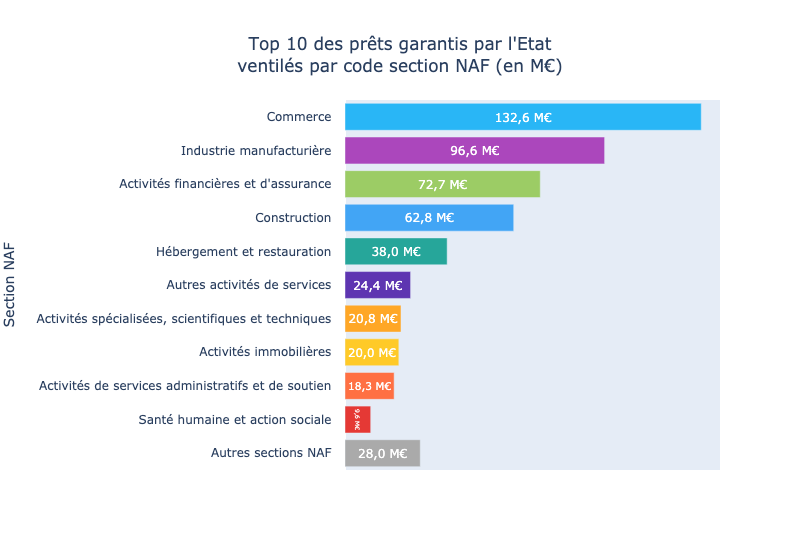 Top 10 des prêts garantis par l'Etat
ventilés par code section NAF (en M€)
Section NAF
Commerce 132,6 M€
Industrie manufacturière 96,6 M€
Activités financières et d'assurance 72,7 M€
Construction 62,8 M€
Hébergement et restauration 38,0 M€
Autres activités de services 24,4 M€
Activités spécialisées, scientifiques et techniques 20,8 M€
Activités immobilières 20,0 M€
Activités de services administratifs et de soutien 18,3 M€
Santé humaine et action sociale 9,6 M€
Autres sections NAF 28,0 M€